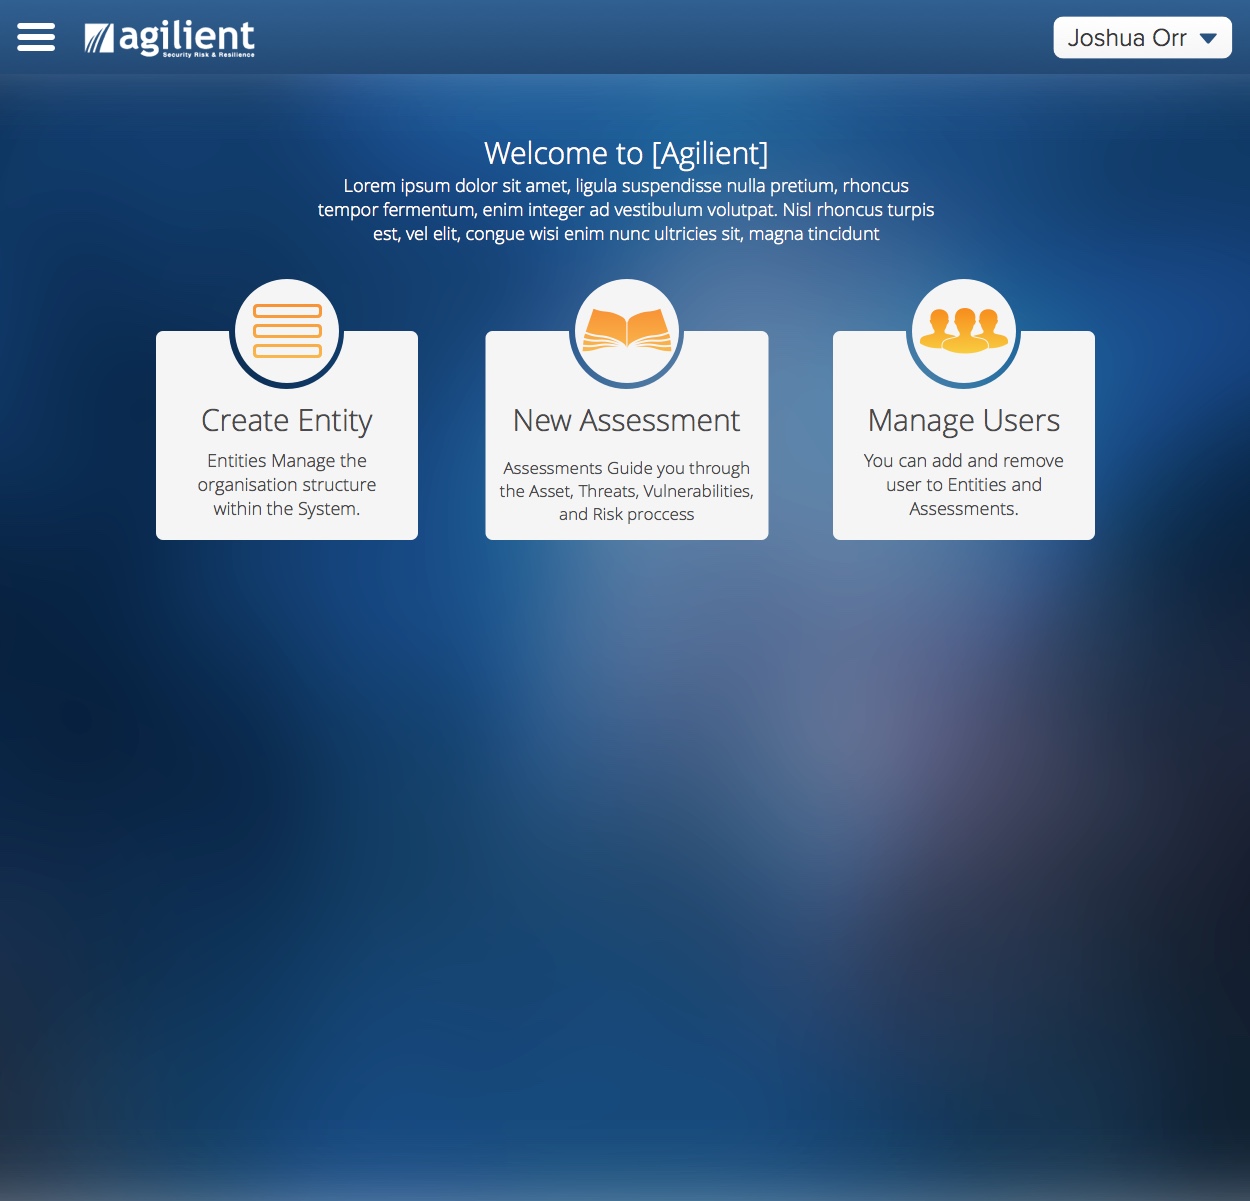 agilient
Security Risk & Resilience
Joshua Orr
Welcome to [Agilient]
Lorem ipsum dolor sit amet, ligula suspendisse nulla pretium, rhoncus
tempor fermentum, enim integer ad vestibulum volutpat. Nisl rhoncus turpis
est, vel elit, congue wisi enim nunc ultricies sit, magna tincidunt
Create Entity
Entities Manage the
organisation structure
within the System.
New Assessment
Assessments Guide you through
the Asset, Threats, Vulnerabilities,
and Risk proccess
Manage Users
You can add and remove
user to Entities and
Assessments.